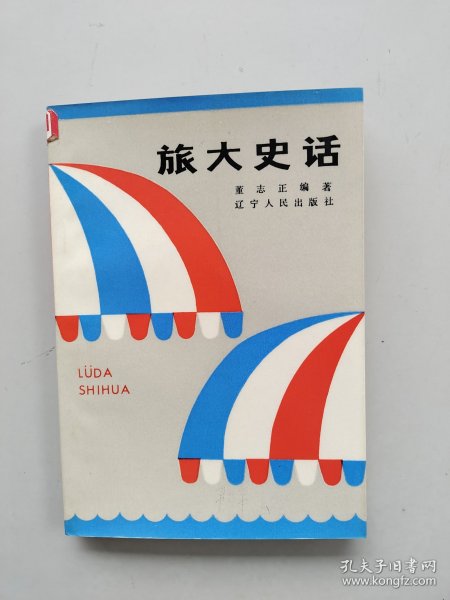 旅大史话
董志正编著
辽宁人民出版社
LÜDA
SHIHUA
孔夫子旧书网
www.kongfz.com